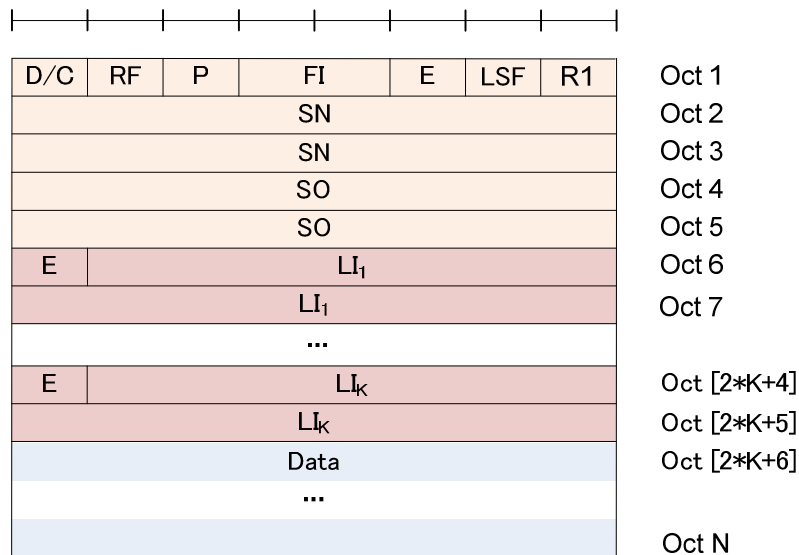 D/C RF P FI E LSF R1 Oct 1
SN Oct 2
SN Oct 3
SO Oct 4
SO Oct 5
E LI₁ Oct 6
LI₁ Oct 7
...
E LIₖ Oct [2*K+4]
LIₖ Oct [2*K+5]
Data Oct [2*K+6]
...
Oct N